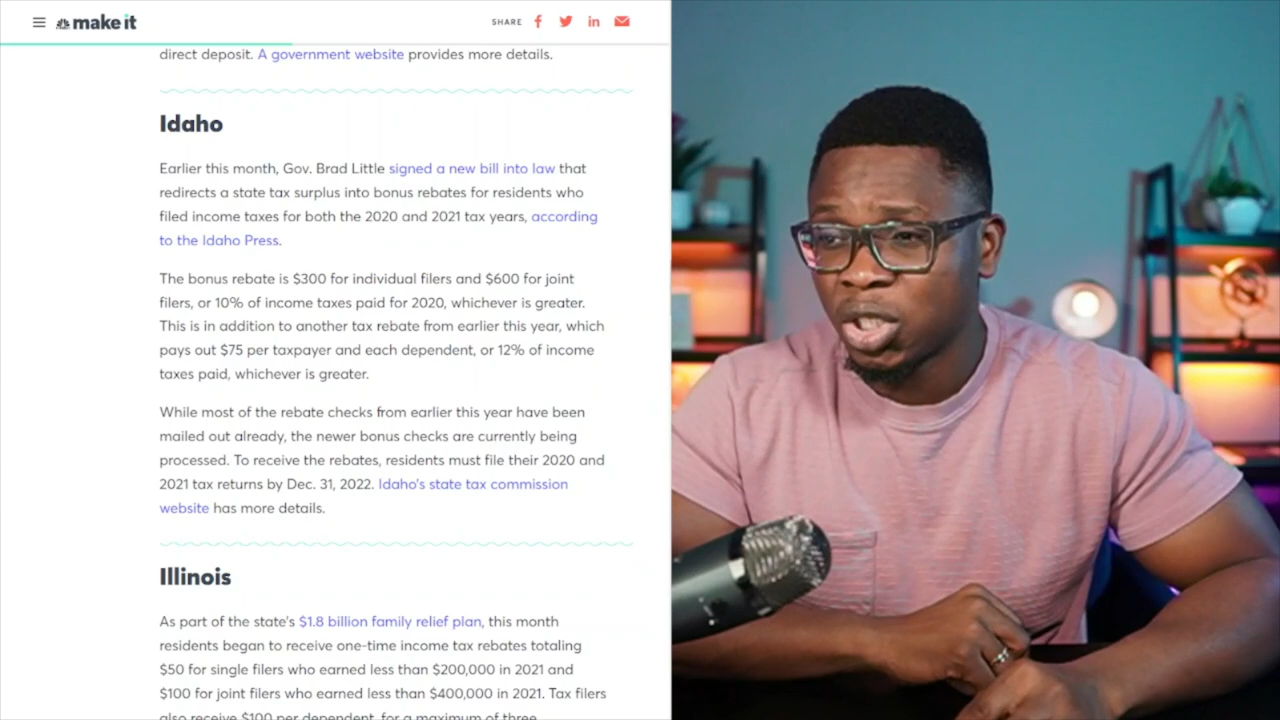 make it
SHARE
direct deposit. A government website provides more details.
Idaho
Earlier this month, Gov. Brad Little signed a new bill into law that
redirects a state tax surplus into bonus rebates for residents who
filed income taxes for both the 2020 and 2021 tax years, according
to the Idaho Press.
The bonus rebate is $300 for individual filers and $600 for joint
filers, or 10% of income taxes paid for 2020, whichever is greater.
This is in addition to another tax rebate from earlier this year, which
pays out $75 per taxpayer and each dependent, or 12% of income
taxes paid, whichever is greater.
While most of the rebate checks from earlier this year have been
mailed out already, the newer bonus checks are currently being
processed. To receive the rebates, residents must file their 2020 and
2021 tax returns by Dec. 31, 2022. Idaho's state tax commission
website has more details.
Illinois
As part of the state's $1.8 billion family relief plan, this month
residents began to receive one-time income tax rebates totaling
$50 for single filers who earned less than $200,000 in 2021 and
$100 for joint filers who earned less than $400,000 in 2021. Tax filers
also receive $100 per dependent, for a maximum of three